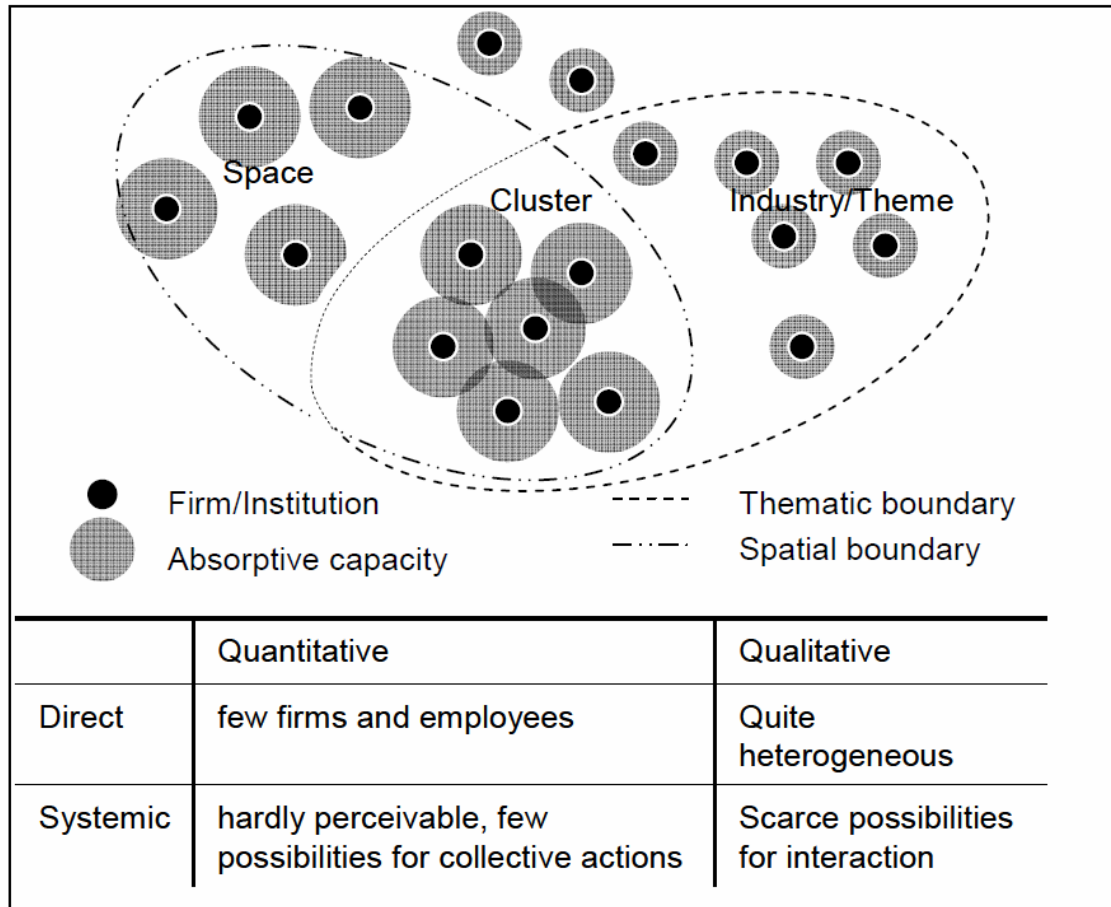 Space
Cluster
Industry/Theme
Firm/Institution
Thematic boundary
Absorptive capacity
Spatial boundary
Quantitative
Qualitative
Direct
few firms and employees
Quite
heterogeneous
Systemic
hardly perceivable, few
possibilities for collective actions
Scarce possibilities
for interaction